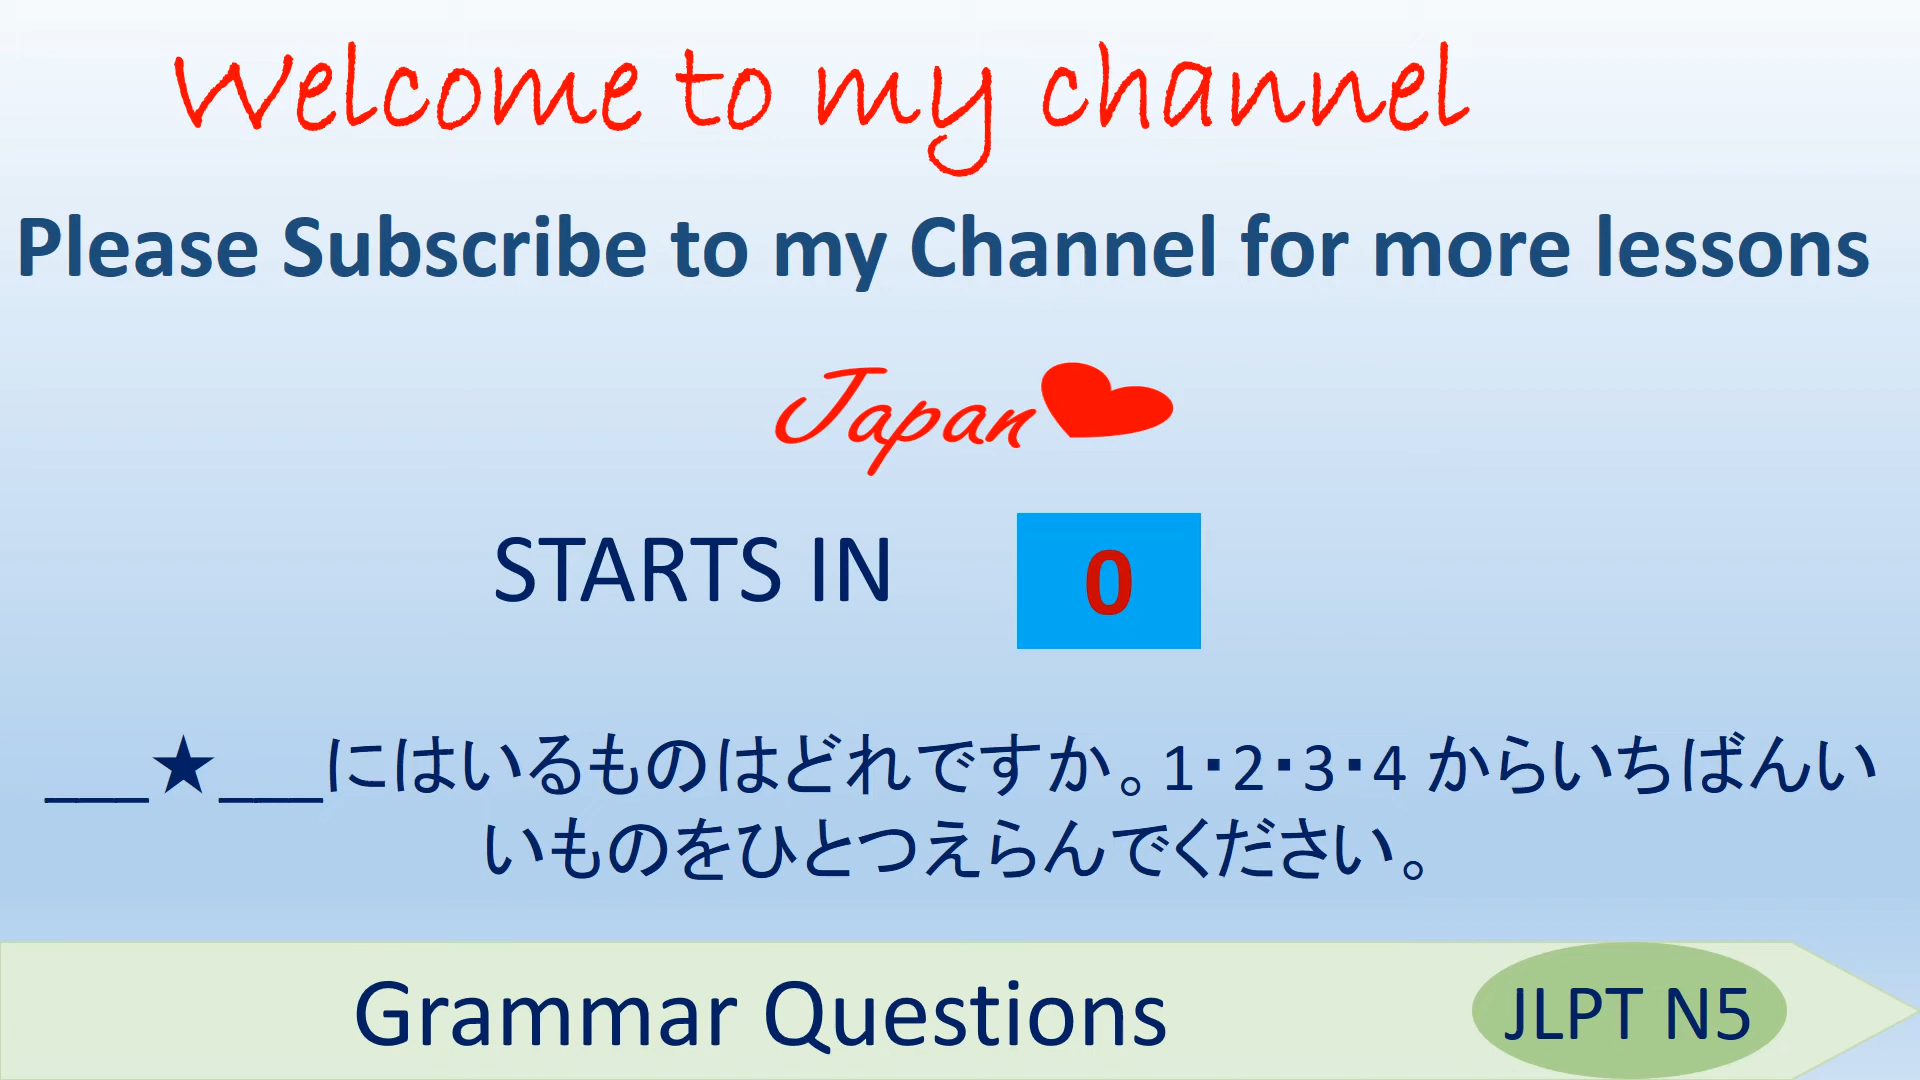 Welcome to my channel
Please Subscribe to my Channel for more lessons
Japan
STARTS IN 0
___★___にはいるものはどれですか。1・2・3・4 からいちばんい
いものをひとつえらんでください。
Grammar Questions JLPT N5